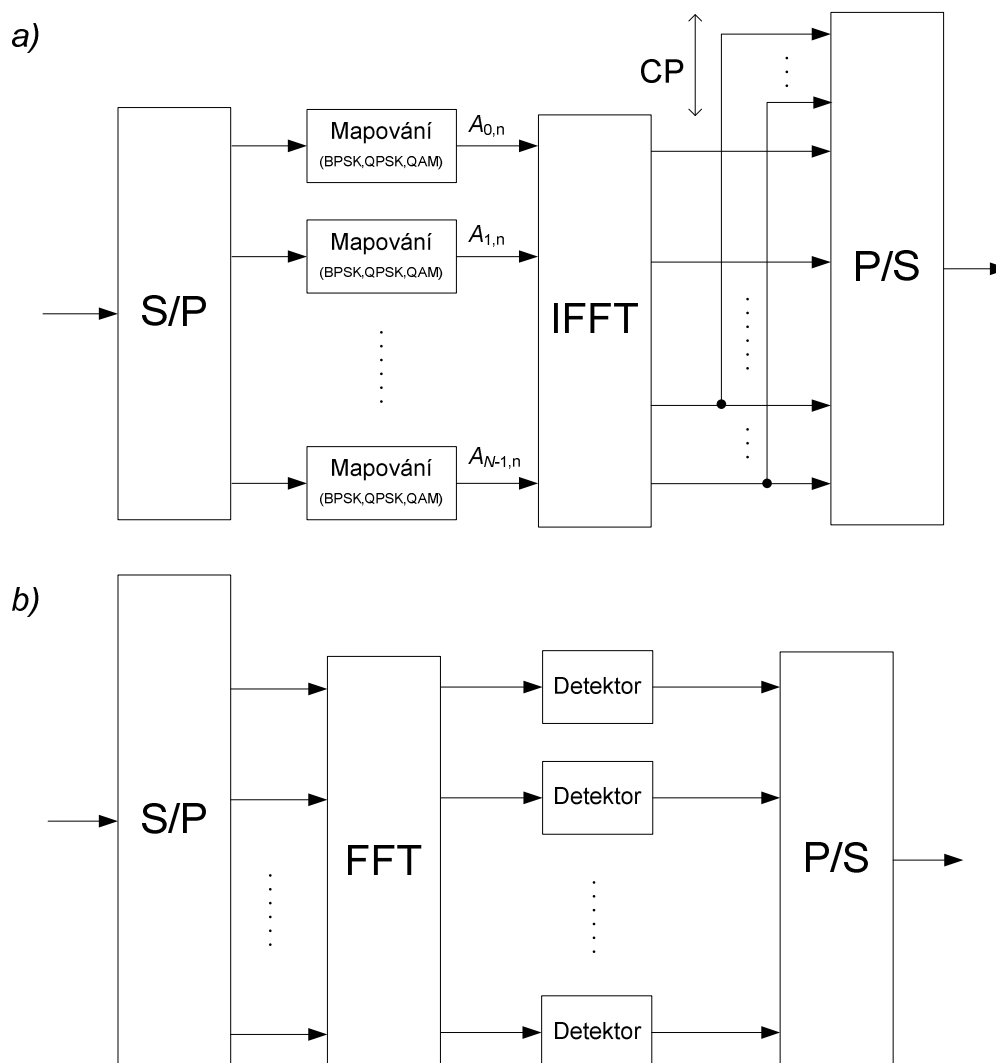 a)
CP
Mapování
(BPSK,QPSK,QAM)
A0,n
Mapování
(BPSK,QPSK,QAM)
A1,n
S/P
IFFT
P/S
Mapování
(BPSK,QPSK,QAM)
AN-1,n
b)
S/P
FFT
Detektor
Detektor
Detektor
P/S